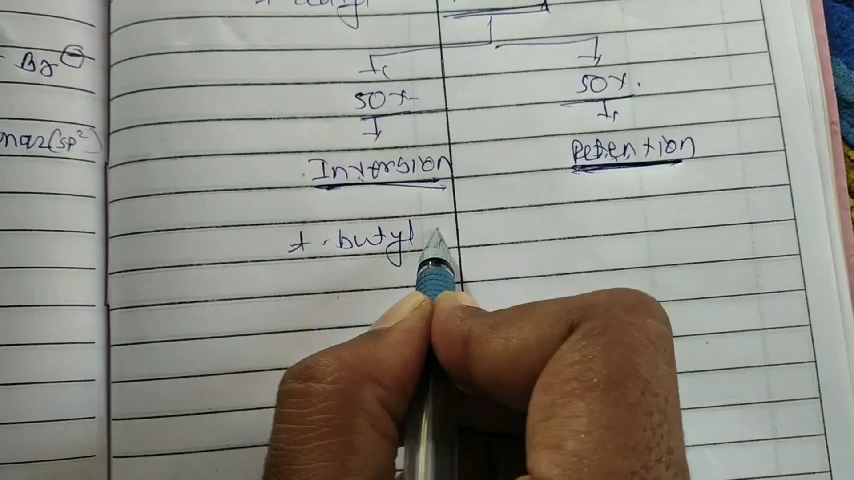 Br⊖
nar(sp²)
50%
50%.
Inversion
Retention
t-butyl